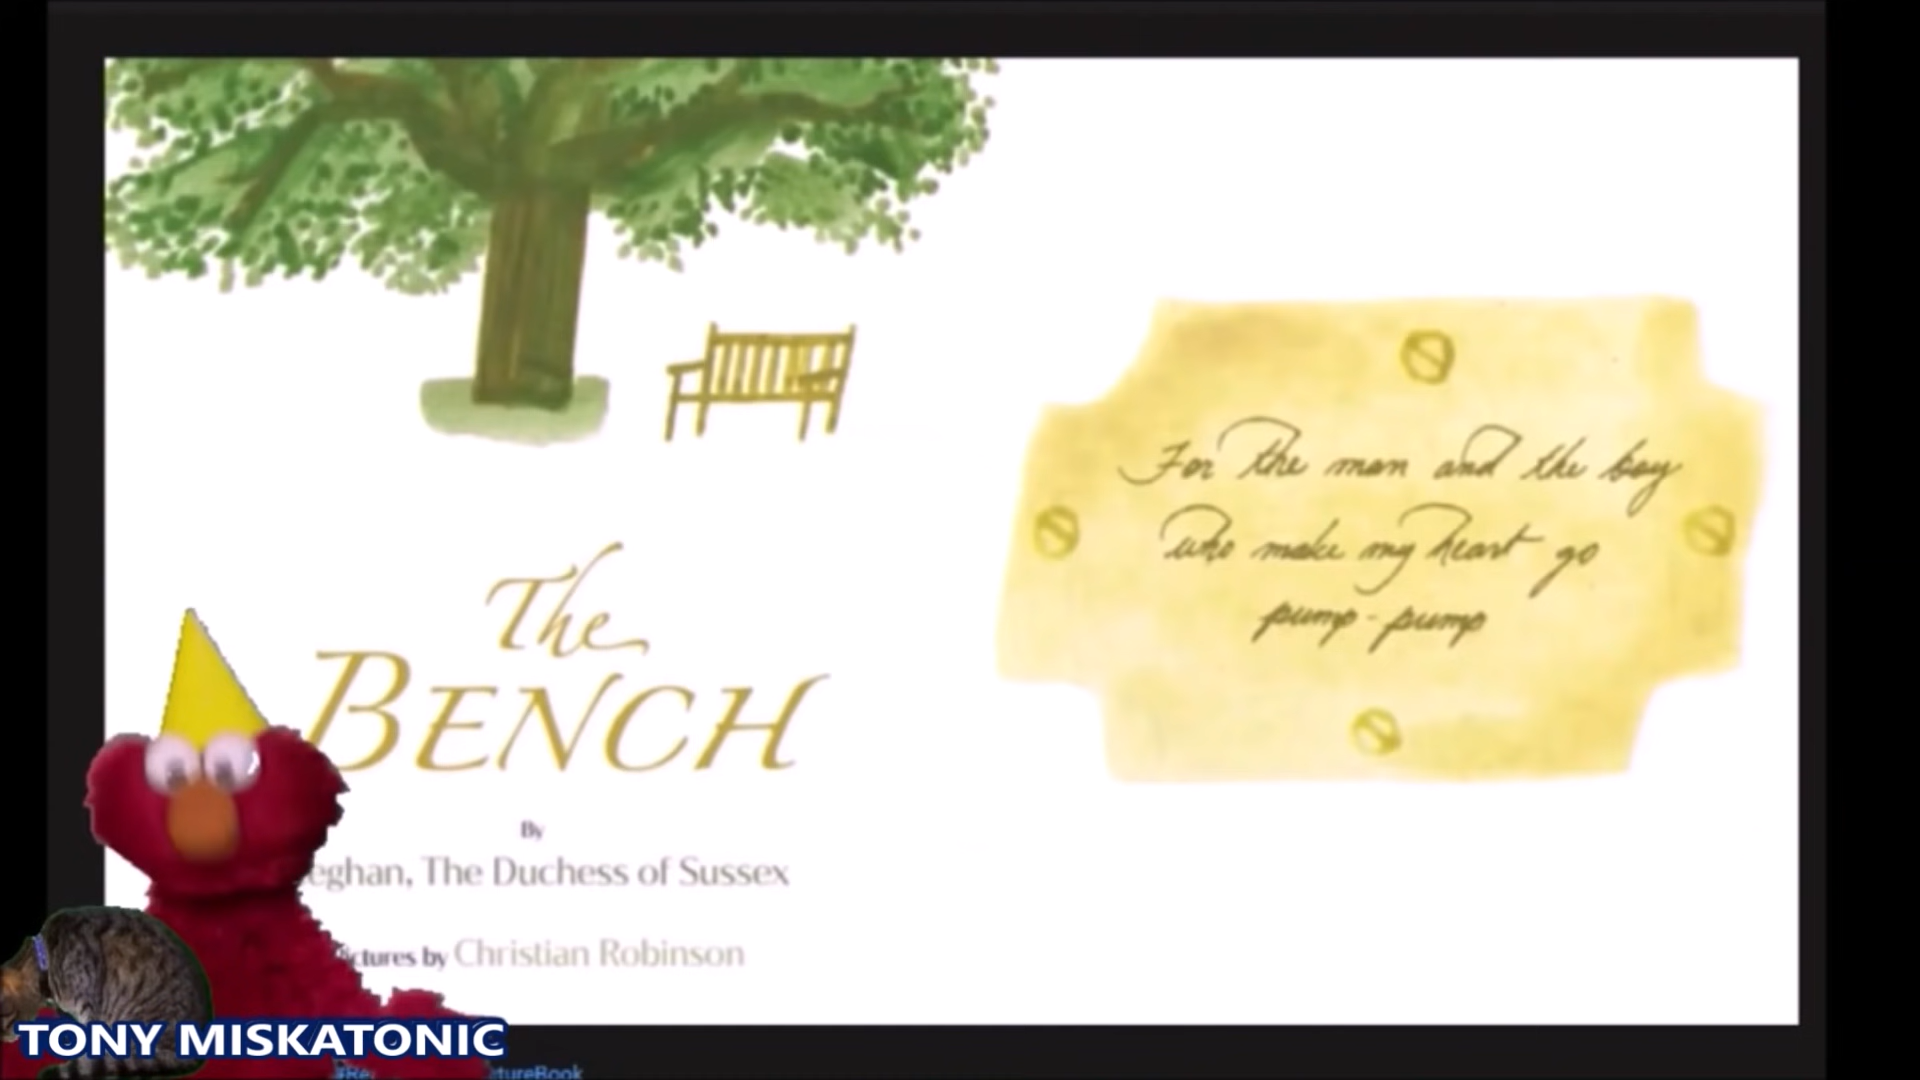 The
BENCH
By
eghan, The Duchess of Sussex
ictures by Christian Robinson
For the man and the boy
who make my heart go
pump-pump
TONY MISKATONIC
tureBook